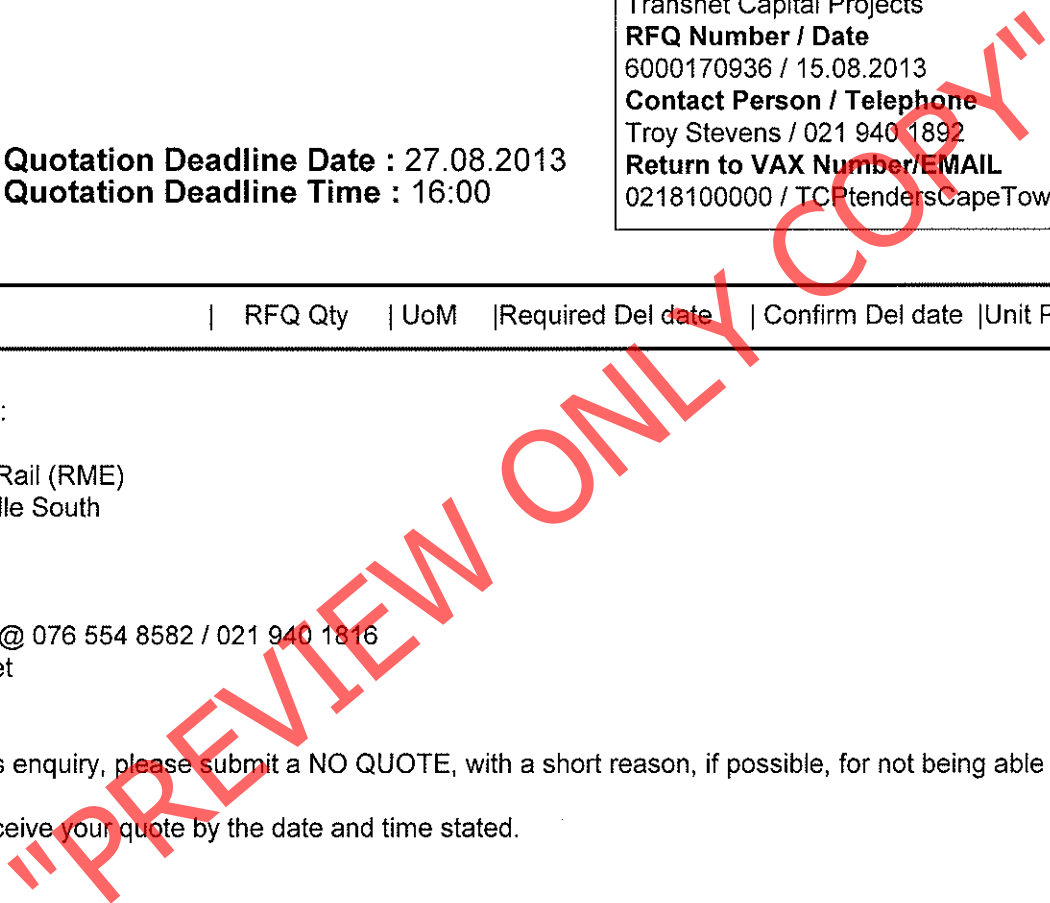 Transnet Capital Projects
RFQ Number / Date
6000170936 / 15.08.2013
Contact Person / Telephone
Troy Stevens / 021 940 1892
Return to VAX Number/EMAIL
0218100000 / TCPtendersCapeTow
Quotation Deadline Date : 27.08.2013
Quotation Deadline Time : 16:00
| RFQ Qty | UoM |Required Del date | Confirm Del date |Unit P
:
Rail (RME)
lle South
@ 076 554 8582 / 021 940 1816
et
s enquiry, please submit a NO QUOTE, with a short reason, if possible, for not being able
ceive your quote by the date and time stated.
"PREVIEW ONLY COPY"